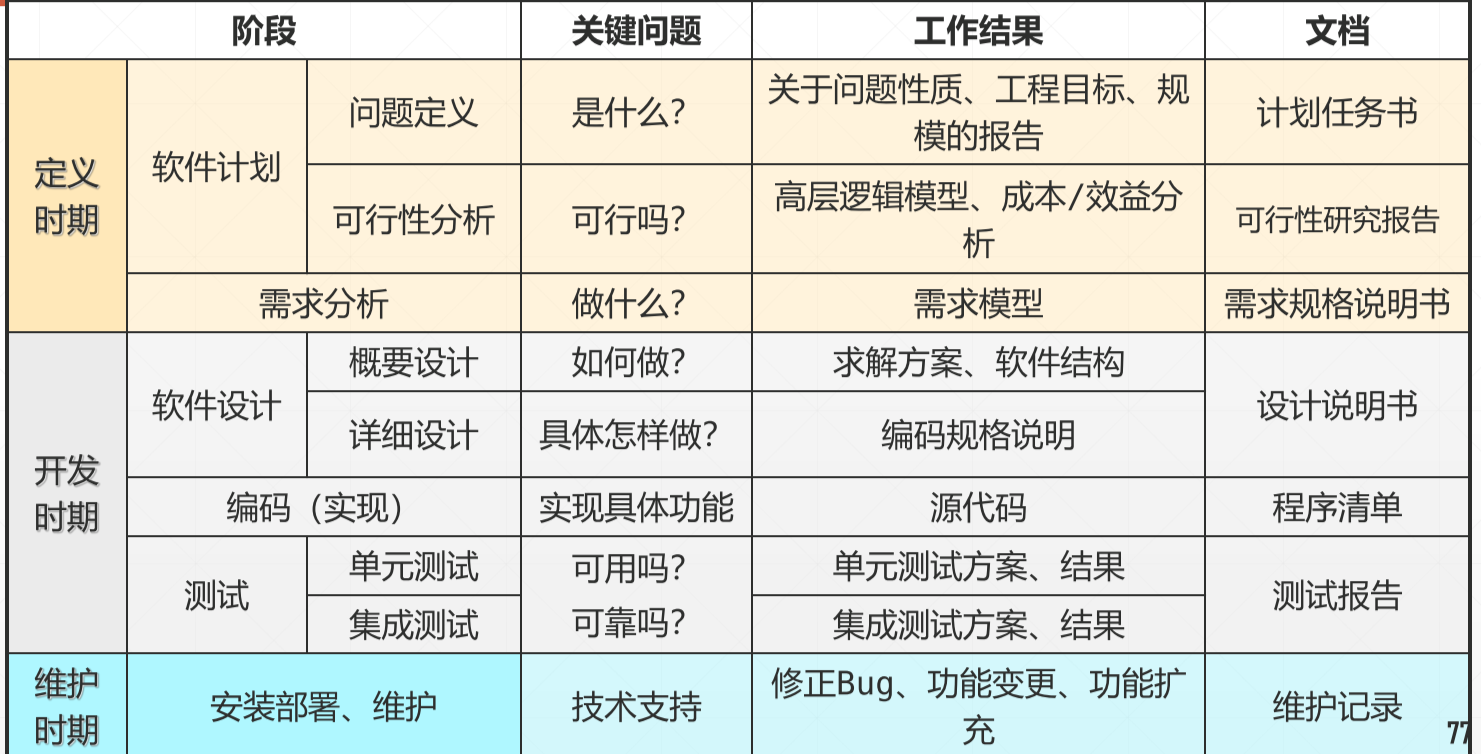 阶段 关键问题 工作结果 文档
定义
时期
软件计划
问题定义
是什么?
关于问题性质、工程目标、规
模的报告
计划任务书
可行性分析
可行吗?
高层逻辑模型、成本/效益分
析
可行性研究报告
需求分析 做什么? 需求模型 需求规格说明书
开发
时期
软件设计
概要设计 如何做? 求解方案、软件结构
设计说明书
详细设计 具体怎样做? 编码规格说明
编码（实现） 实现具体功能 源代码 程序清单
测试
单元测试 可用吗? 单元测试方案、结果
测试报告
集成测试 可靠吗? 集成测试方案、结果
维护
时期
安装部署、维护
技术支持
修正Bug、功能变更、功能扩
充
维护记录
77